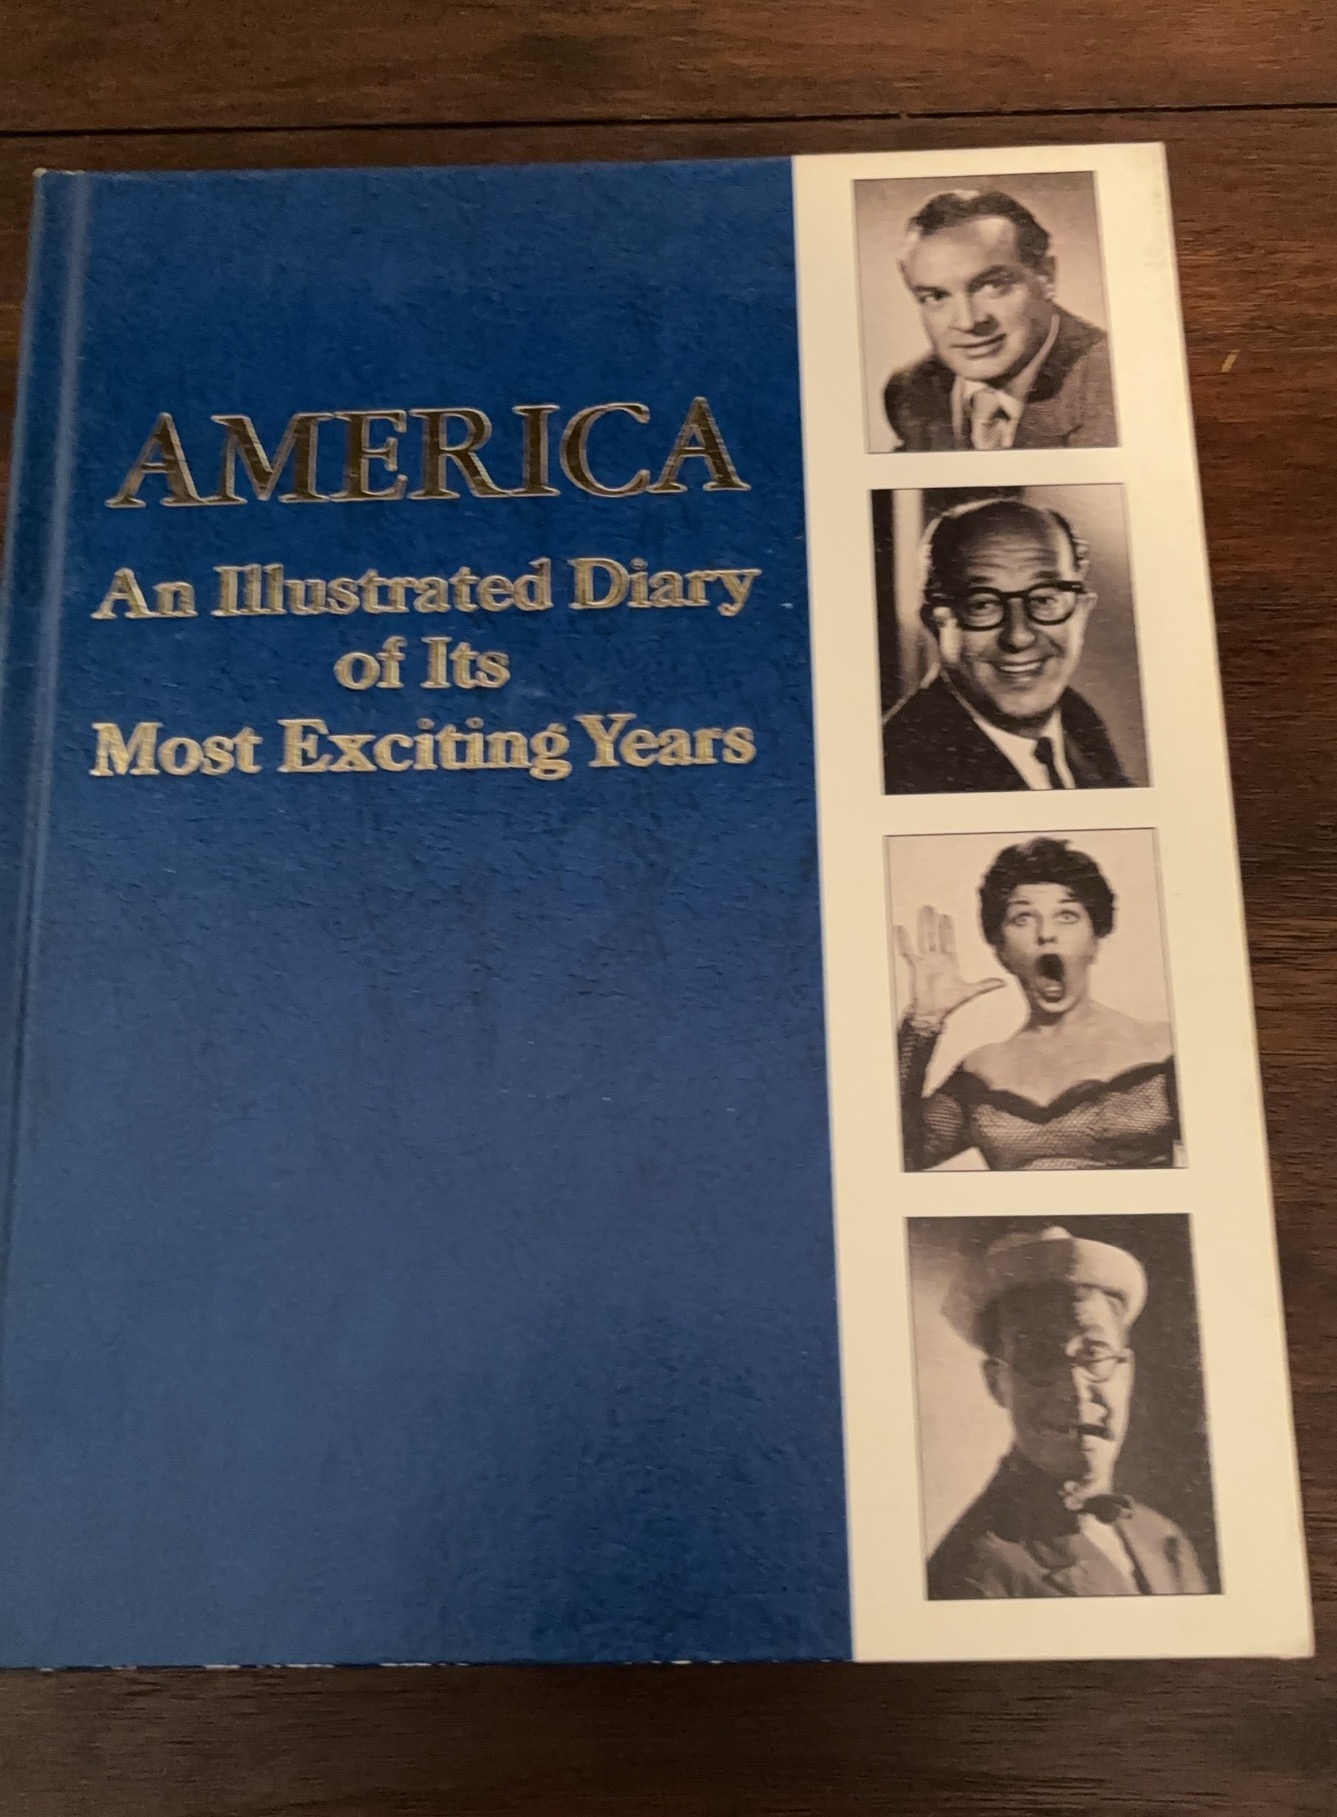 AMERICA
An Illustrated Diary
of Its
Most Exciting Years